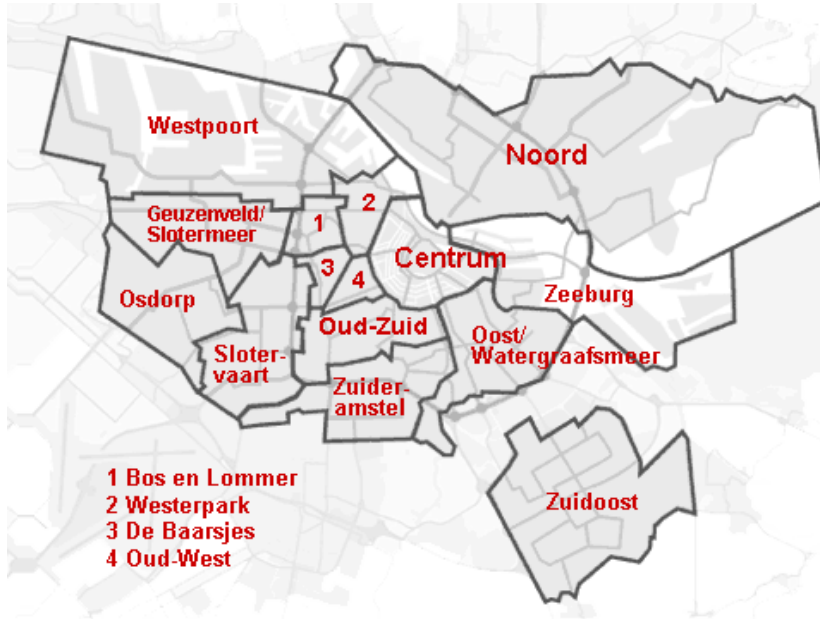 Westpoort
Noord
Geuzenveld/
Slotermeer
1
2
3
4
Centrum
Osdorp
Zeeburg
Oud-Zuid
Oost/
Watergraafsmeer
Sloter-
vaart
Zuider-
amstel
Zuidoost
1 Bos en Lommer
2 Westerpark
3 De Baarsjes
4 Oud-West